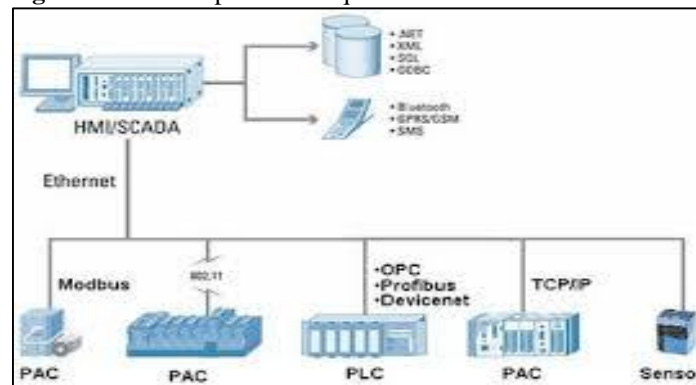 • .NET
• XML
• SQL
• ODBC
HMI/SCADA
• Bluetooth
• GPRS/GSM
• SMS
Ethernet
Modbus
802.11
•OPC
•Profibus
•Devicenet
TCP/IP
PAC
PAC
PLC
PAC
Senso